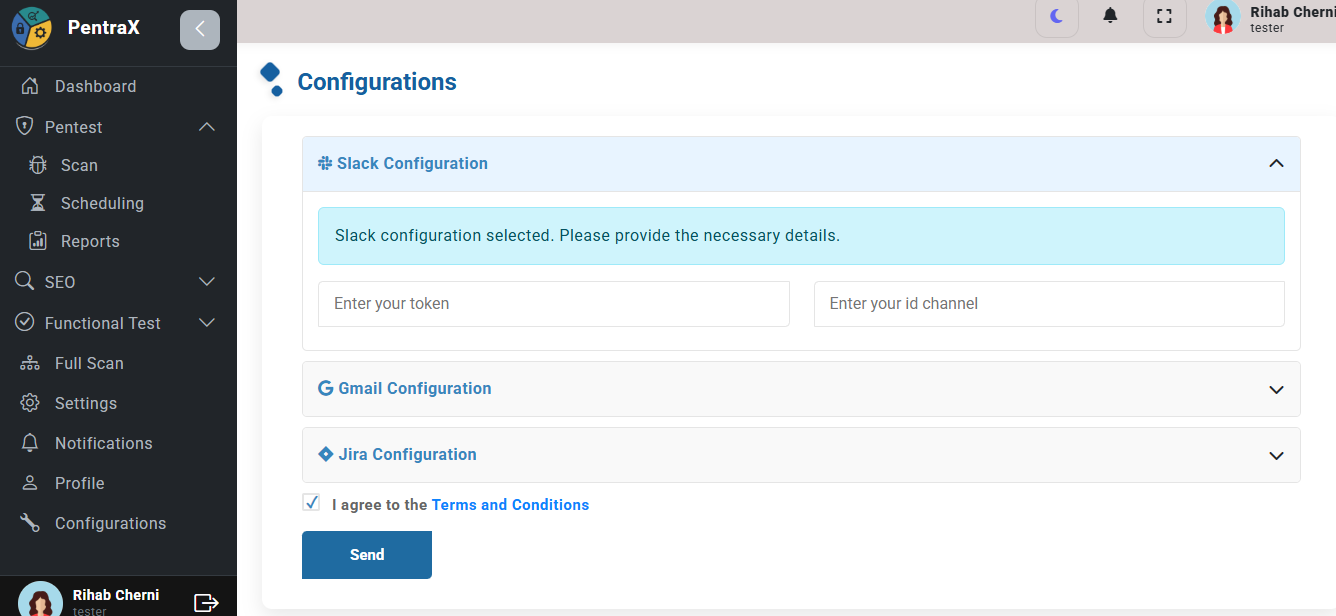 PentraX
Dashboard
Pentest
Scan
Scheduling
Reports
SEO
Functional Test
Full Scan
Settings
Notifications
Profile
Configurations
Rihab Cherni
tester
Rihab Cherni
tester
Configurations
Slack Configuration
Slack configuration selected. Please provide the necessary details.
Enter your token
Enter your id channel
Gmail Configuration
Jira Configuration
I agree to the Terms and Conditions
Send